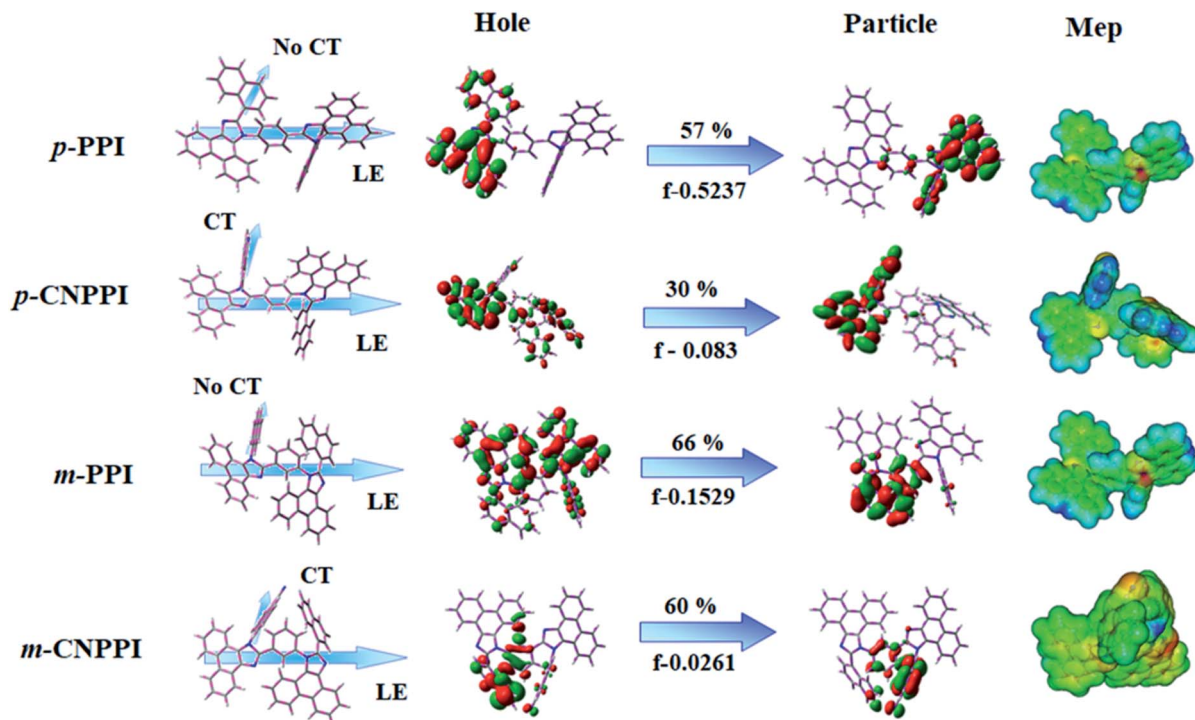 Hole Particle Mep
No CT
p-PPI
57 %
LE
f-0.5237
CT
p-CNPPI
30 %
LE
f - 0.083
No CT
m-PPI
66 %
LE
f-0.1529
CT
m-CNPPI
60 %
LE
f-0.0261